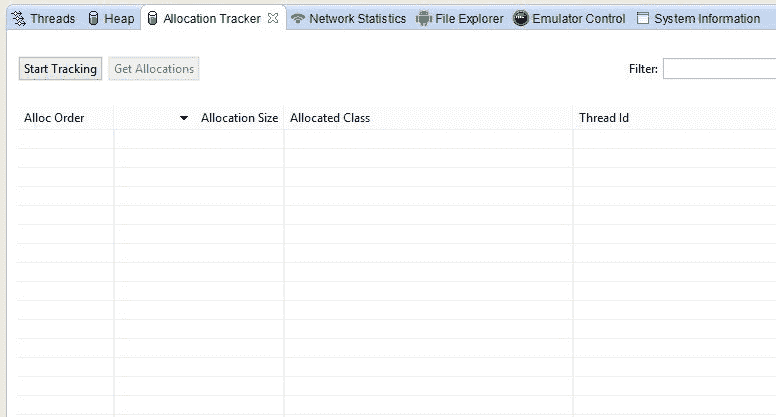 Threads Heap Allocation Tracker Network Statistics File Explorer Emulator Control System Information
Start Tracking Get Allocations Filter:
Alloc Order Allocation Size Allocated Class Thread Id